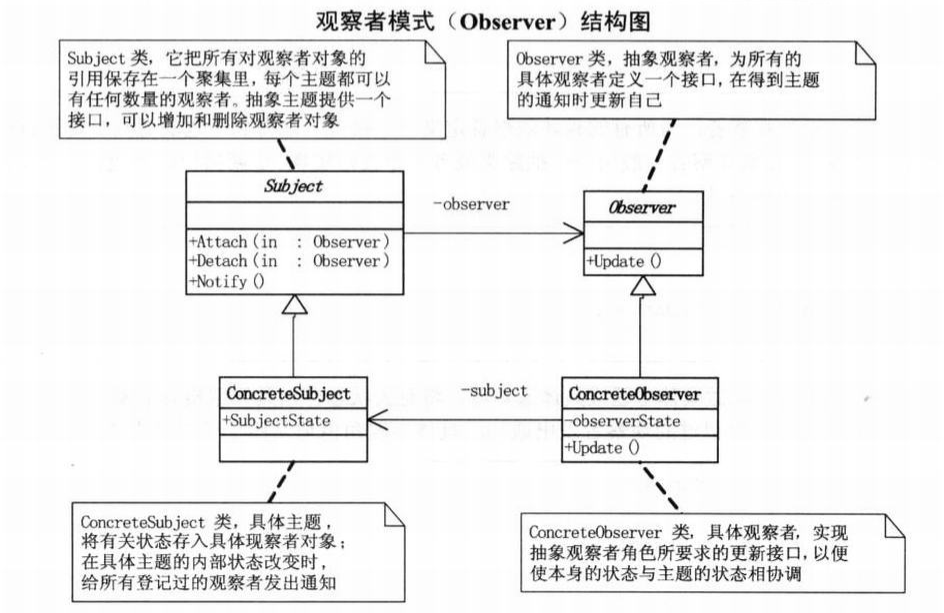 观察者模式（Observer）结构图
Subject 类，它把所有对观察者对象的
引用保存在一个聚集里，每个主题都可以
有任何数量的观察者。抽象主题提供一个
接口，可以增加和删除观察者对象
Observer 类，抽象观察者，为所有的
具体观察者定义一个接口，在得到主题
的通知时更新自己
Subject
+Attach(in : Observer)
+Detach(in : Observer)
+Notify()
-observer
Observer
+Update()
ConcreteSubject
+SubjectState
-subject
ConcreteObserver
-observerState
+Update()
ConcreteSubject 类，具体主题，
将有关状态存入具体现察者对象；
在具体主题的内部状态改变时，
给所有登记过的观察者发出通知
ConcreteObserver 类，具体观察者，实现
抽象观察者角色所要求的更新接口，以便
使本身的状态与主题的状态相协调